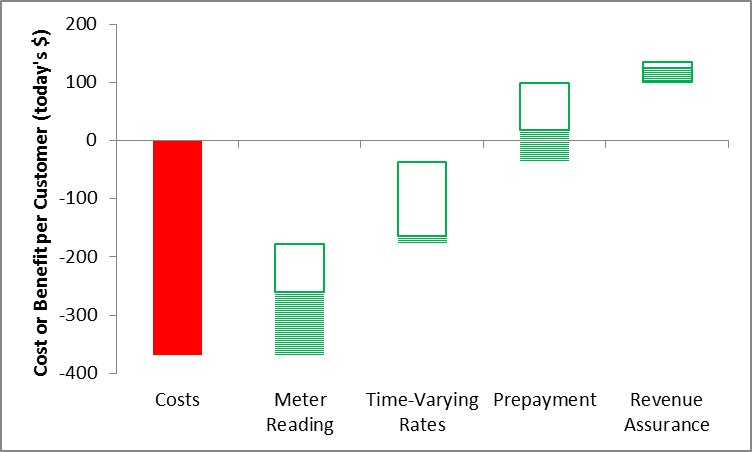 Cost or Benefit per Customer (today's $)
200
100
0
-100
-200
-300
-400
Costs
Meter
Reading
Time-Varying
Rates
Prepayment
Revenue
Assurance